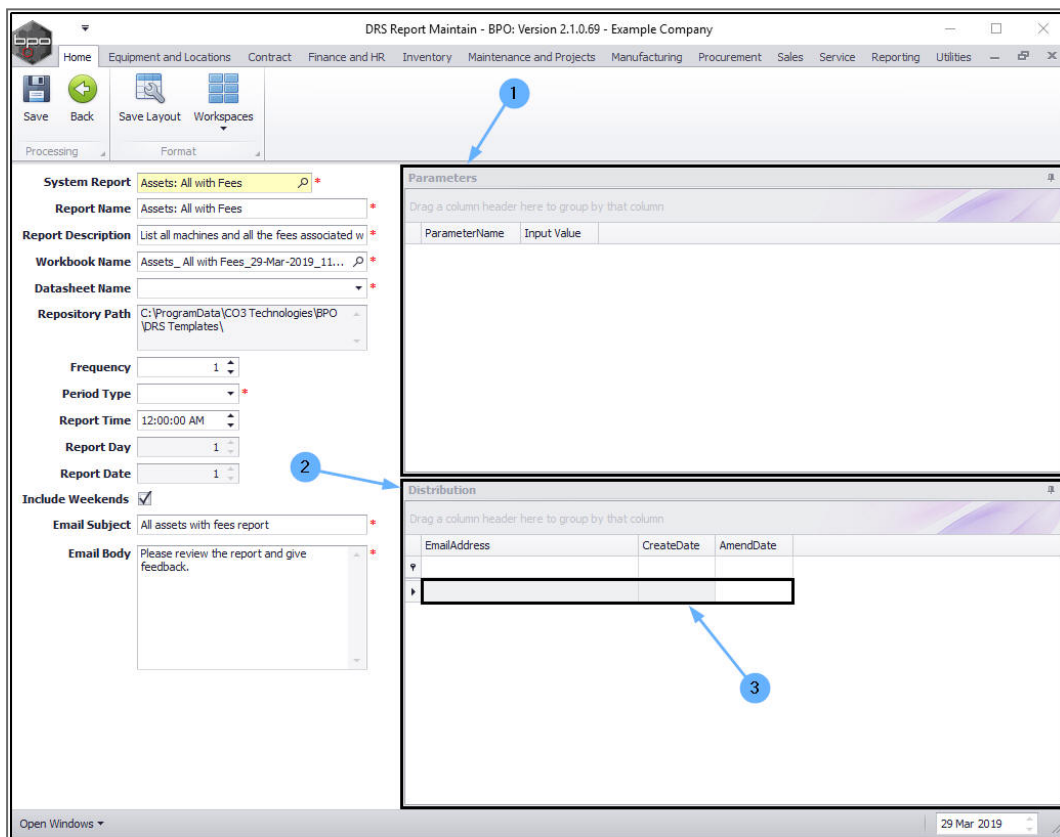 DRS Report Maintain - BPO: Version 2.1.0.69 - Example Company
bpo
Home Equipment and Locations Contract Finance and HR Inventory Maintenance and Projects Manufacturing Procurement Sales Service Reporting Utilities
Save Back Save Layout Workspaces
Processing Format
1
System Report Assets: All with Fees *
Report Name Assets: All with Fees *
Report Description List all machines and all the fees associated w *
Workbook Name Assets_ All with Fees_29-Mar-2019_11... *
Datasheet Name *
Repository Path C:\ProgramData\CO3 Technologies\BPO
\DRS Templates\
Frequency 1
Period Type *
Report Time 12:00:00 AM
Report Day 1
Report Date 1
Include Weekends
Email Subject All assets with fees report *
Email Body Please review the report and give *
feedback.
Parameters
Drag a column header here to group by that column
ParameterName Input Value
2
Distribution
Drag a column header here to group by that column
EmailAddress CreateDate AmendDate
3
Open Windows 29 Mar 2019